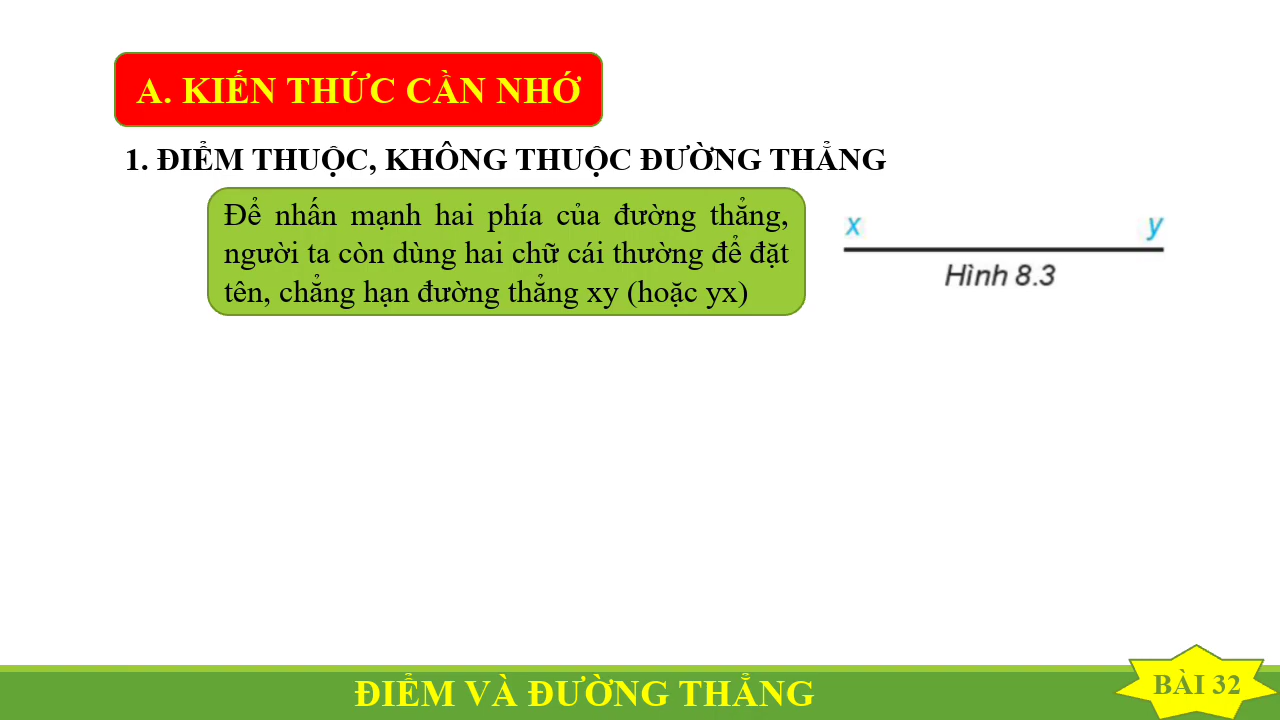 A. KIẾN THỨC CẦN NHỚ
1. ĐIỂM THUỘC, KHÔNG THUỘC ĐƯỜNG THẲNG
Để nhấn mạnh hai phía của đường thẳng,
người ta còn dùng hai chữ cái thường để đặt
tên, chẳng hạn đường thẳng xy (hoặc yx)
x y
Hình 8.3
ĐIỂM VÀ ĐƯỜNG THẲNG
BÀI 32